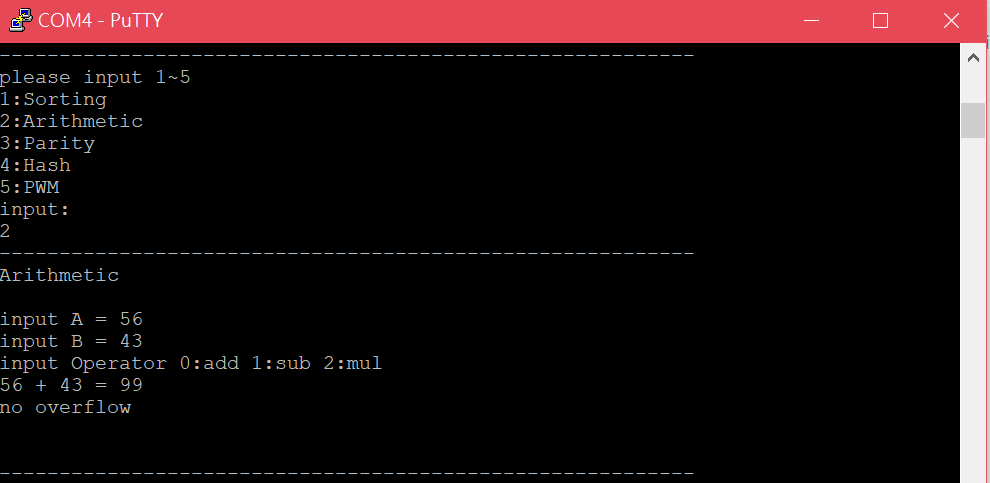 COM4 - PuTTY
----------------------------------------------------------
please input 1~5
1:Sorting
2:Arithmetic
3:Parity
4:Hash
5:PWM
input:
2
----------------------------------------------------------
Arithmetic
input A = 56
input B = 43
input Operator 0:add 1:sub 2:mul
56 + 43 = 99
no overflow
----------------------------------------------------------